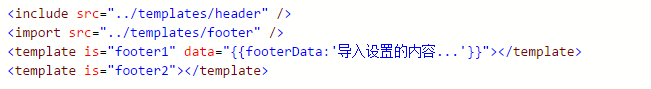 <include src="../templates/header" />
<import src="../templates/footer" />
<template is="footer1" data="{{footerData:'导入设置的内容...'}}"></template>
<template is="footer2"></template>